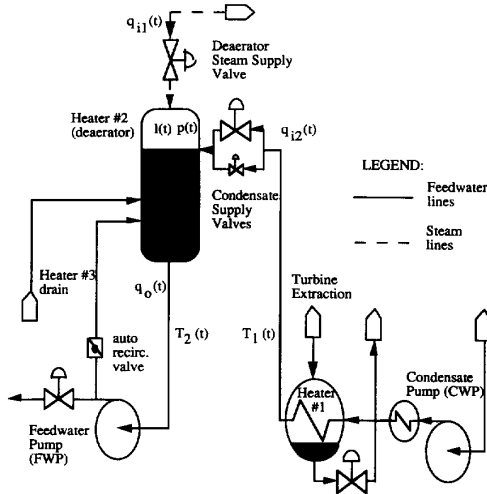 q_i1(t)
Deaerator
Steam Supply
Valve
Heater #2
(deaerator)
l(t) p(t)
q_i2(t)
LEGEND:
Feedwater
lines
Steam
lines
Condensate
Supply
Valves
Heater #3
drain
q_o(t)
Turbine
Extraction
auto
recirc.
valve
T_2(t)
T_1(t)
Condensate
Pump (CWP)
Heater
#1
Feedwater
Pump
(FWP)